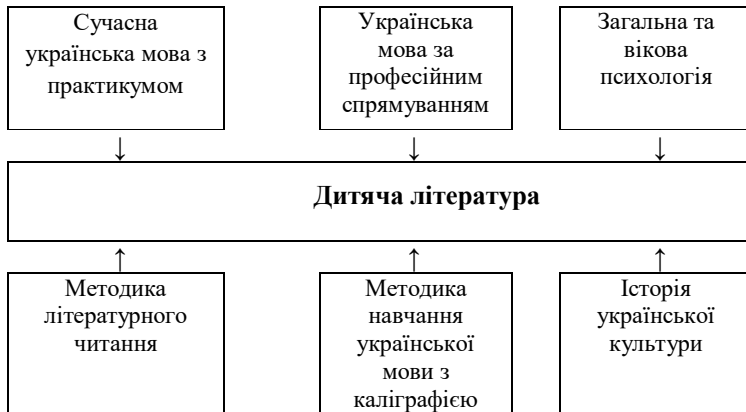 Сучасна
українська мова з
практикумом
Українська
мова за
професійним
спрямуванням
Загальна та
вікова
психологія
↓ ↓ ↓
Дитяча література
↑ ↑ ↑
Методика
літературного
читання
Методика
навчання
української
мови з
каліграфією
Історія
української
культури